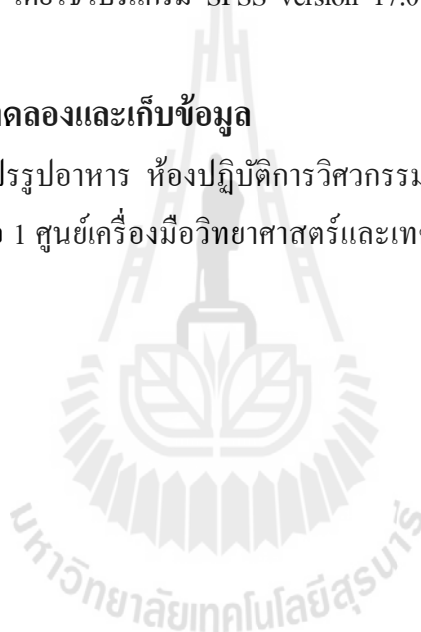 โดยใช้โปรแกรม SPSS version 17.0
ดลองและเก็บข้อมูล
ปรรูปอาหาร ห้องปฏิบัติการวิศวกรรม
อ 1 ศูนย์เครื่องมือวิทยาศาสตร์และเท
มหาวิทยาลัยเทคโนโลยีสุรนารี